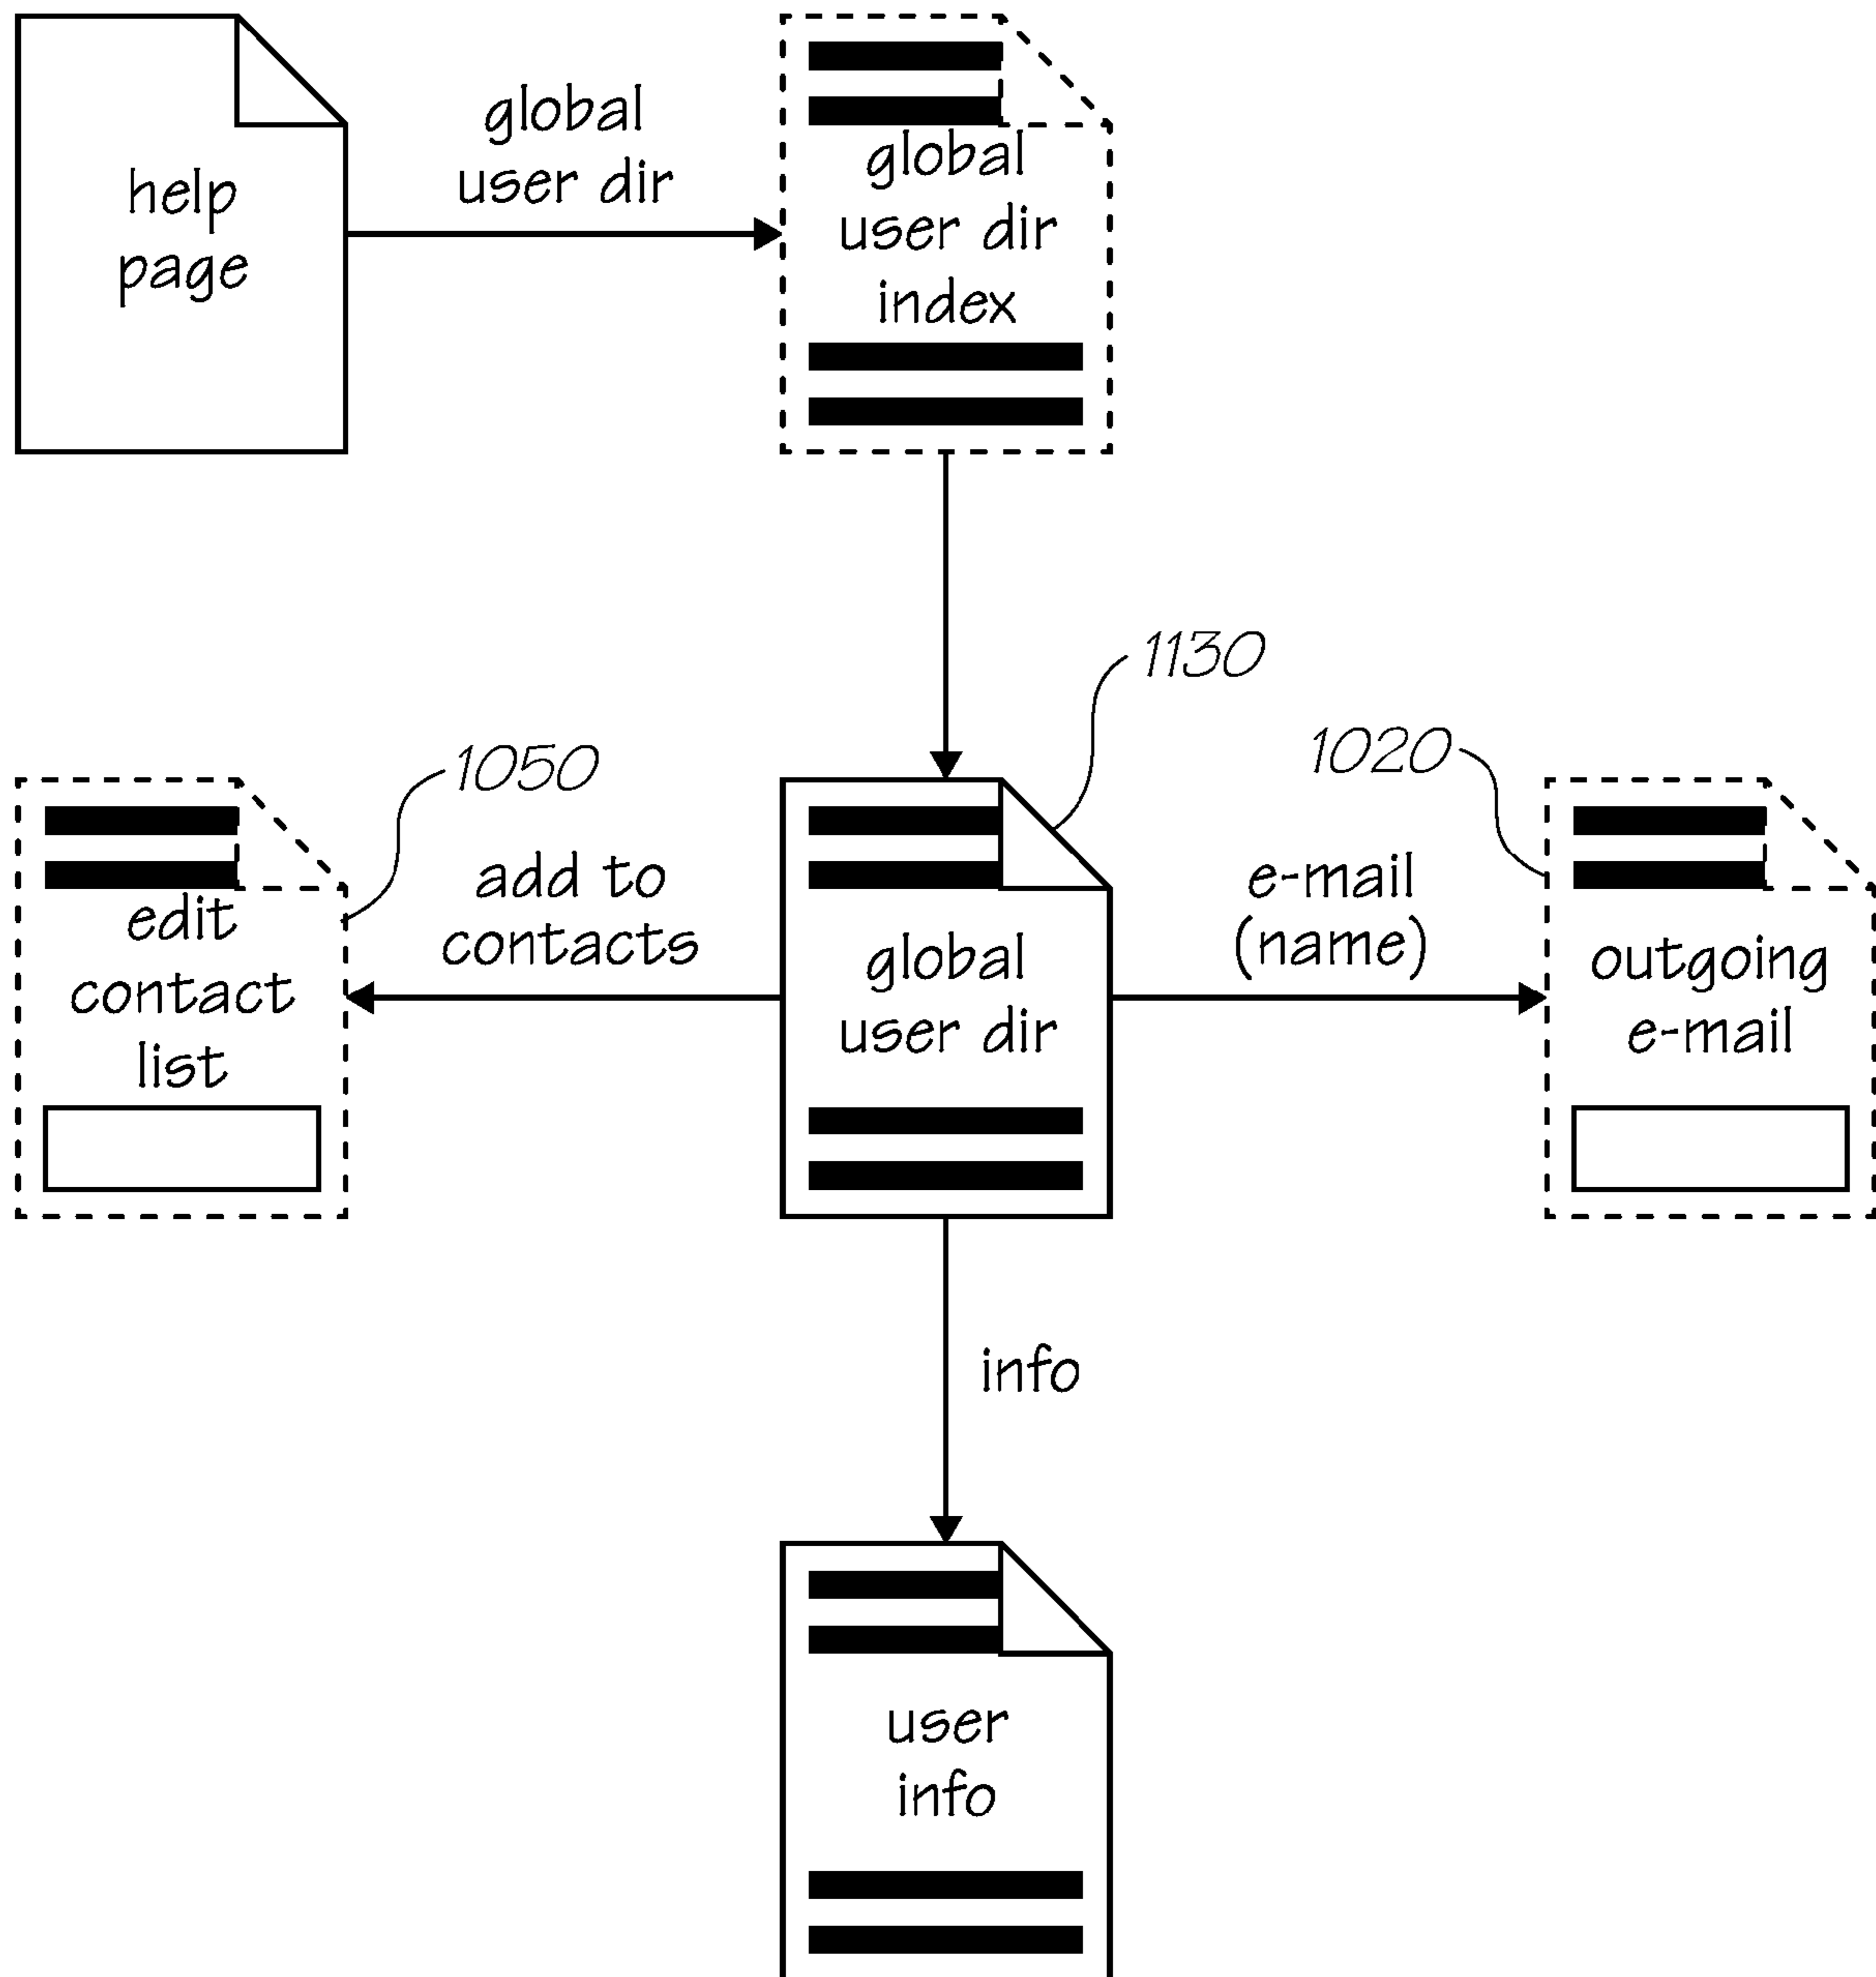 help
page
global
user dir
global
user dir
index
1130
1050
1020
edit
contact
list
add to
contacts
global
user dir
e-mail
(name)
outgoing
e-mail
info
user
info